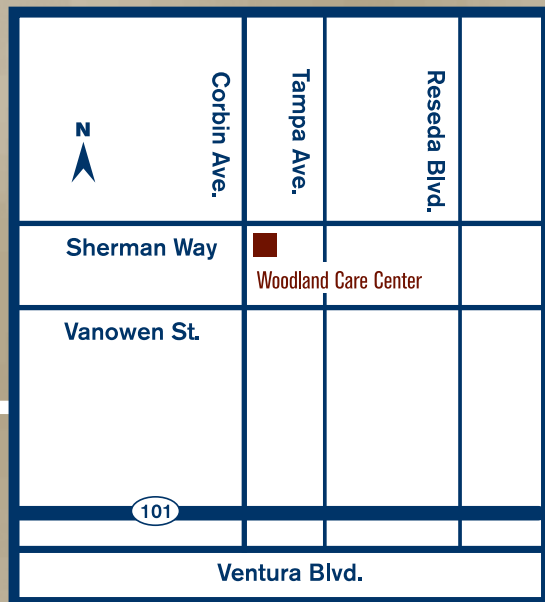 Corbin Ave.
Tampa Ave.
Reseda Blvd.
N
Sherman Way
Woodland Care Center
Vanowen St.
101
Ventura Blvd.